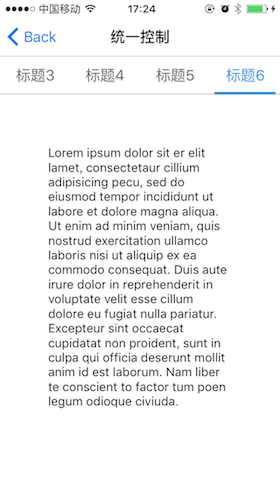 中国移动 17:24
Back 统一控制
标题3 标题4 标题5 标题6
Lorem ipsum dolor sit er elit
lamet, consectetaur cillium
adipisicing pecu, sed do
eiusmod tempor incididunt ut
labore et dolore magna aliqua.
Ut enim ad minim veniam, quis
nostrud exercitation ullamco
laboris nisi ut aliquip ex ea
commodo consequat. Duis aute
irure dolor in reprehenderit in
voluptate velit esse cillum
dolore eu fugiat nulla pariatur.
Excepteur sint occaecat
cupidatat non proident, sunt in
culpa qui officia deserunt mollit
anim id est laborum. Nam liber
te conscient to factor tum poen
legum odioque civiuda.